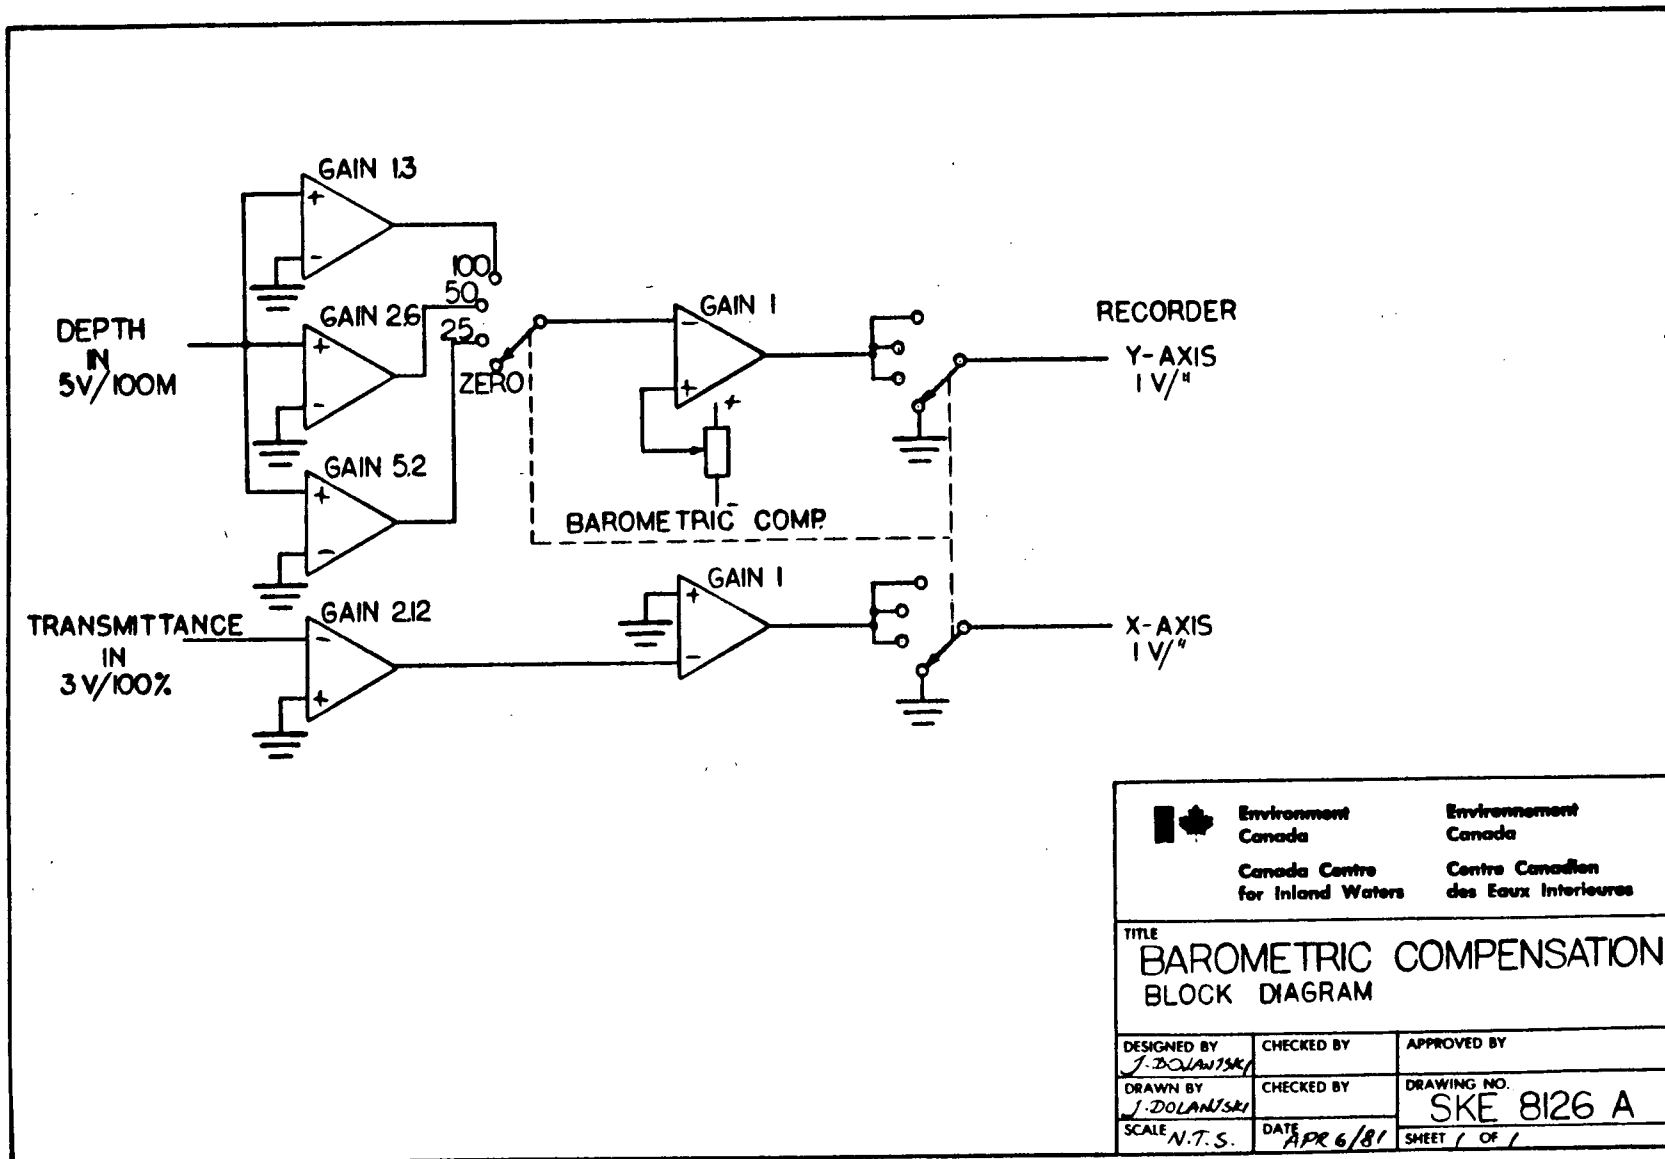 GAIN 1.3
+
-
100
50
25
ZERO
DEPTH
IN
5V/100M
GAIN 2.6
+
-
GAIN 5.2
+
-
GAIN 1
-
+
+
-
BAROMETRIC COMP.
RECORDER
Y-AXIS
1 V/"
TRANSMITTANCE
IN
3V/100%
GAIN 2.12
-
+
GAIN 1
+
-
X-AXIS
1 V/"
Environment
Canada
Environnement
Canada
Canada Centre
for Inland Waters
Centre Canadien
des Eaux Interieures
TITLE
BAROMETRIC COMPENSATION
BLOCK DIAGRAM
DESIGNED BY
J. DOLANJSKI
CHECKED BY
APPROVED BY
DRAWN BY
J. DOLANJSKI
CHECKED BY
DRAWING NO.
SKE 8126 A
SCALE N.T.S.
DATE APR 6/81
SHEET 1 OF 1